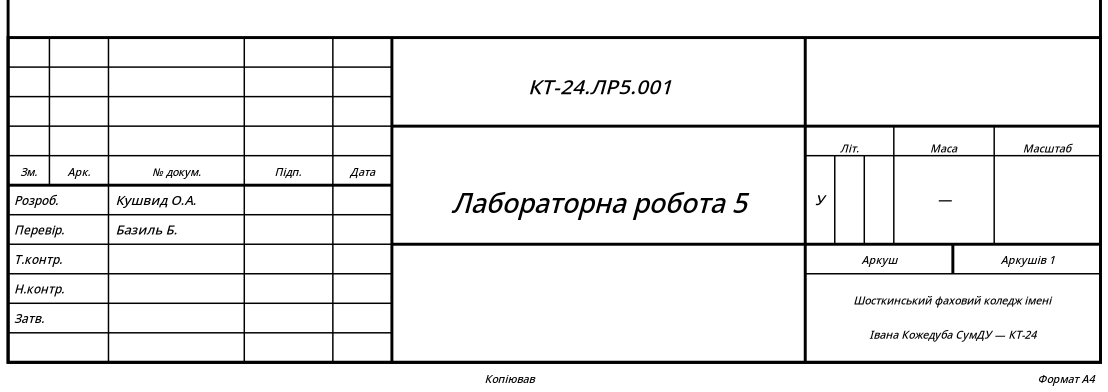 КТ-24.ЛР5.001
Літ. Маса Масштаб
Зм. Арк. № докум. Підп. Дата
Розроб. Кушвид О.А.
Лабораторна робота 5
У —
Перевір. Базиль Б.
Т.контр.
Аркуш Аркушів 1
Н.контр.
Шосткинський фаховий коледж імені
Затв.
Івана Кожедуба СумДУ — КТ-24
Копіював Формат А4